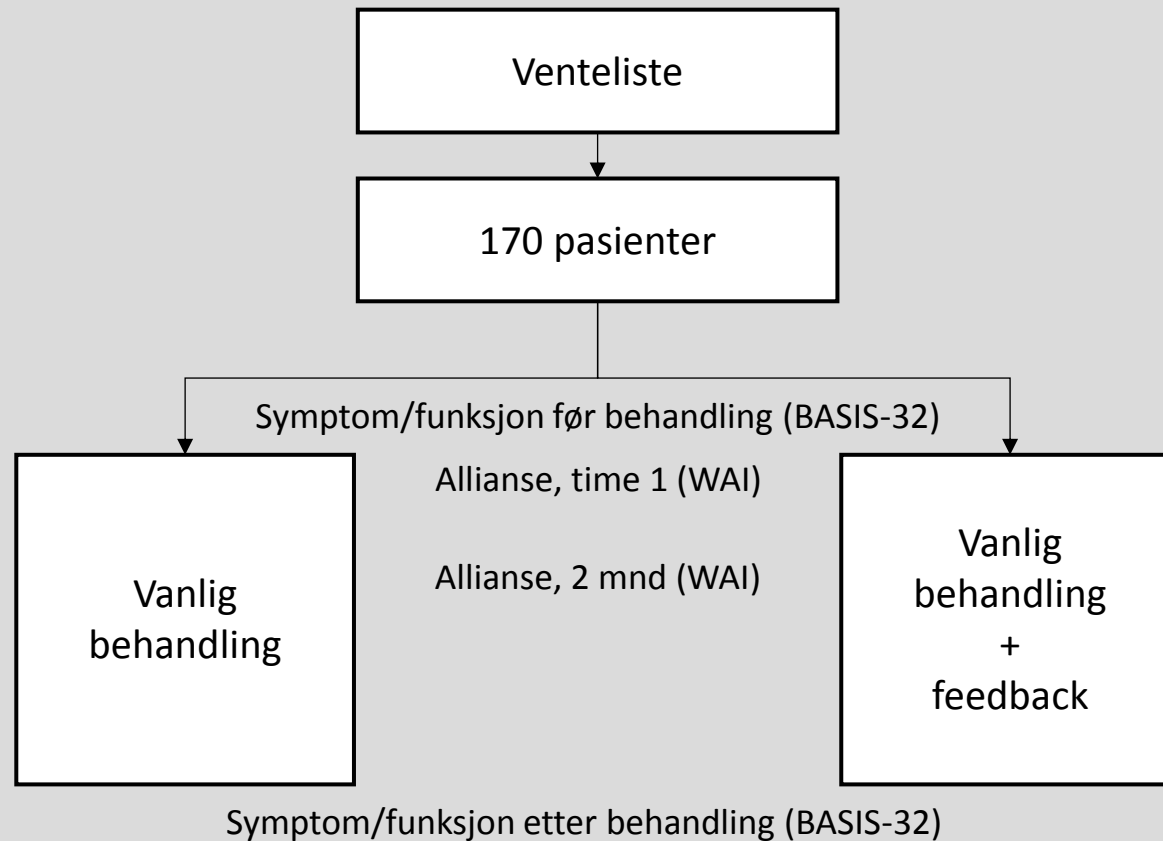 Venteliste
170 pasienter
Symptom/funksjon før behandling (BASIS-32)
Allianse, time 1 (WAI)
Allianse, 2 mnd (WAI)
Vanlig
behandling
Vanlig
behandling
+
feedback
Symptom/funksjon etter behandling (BASIS-32)